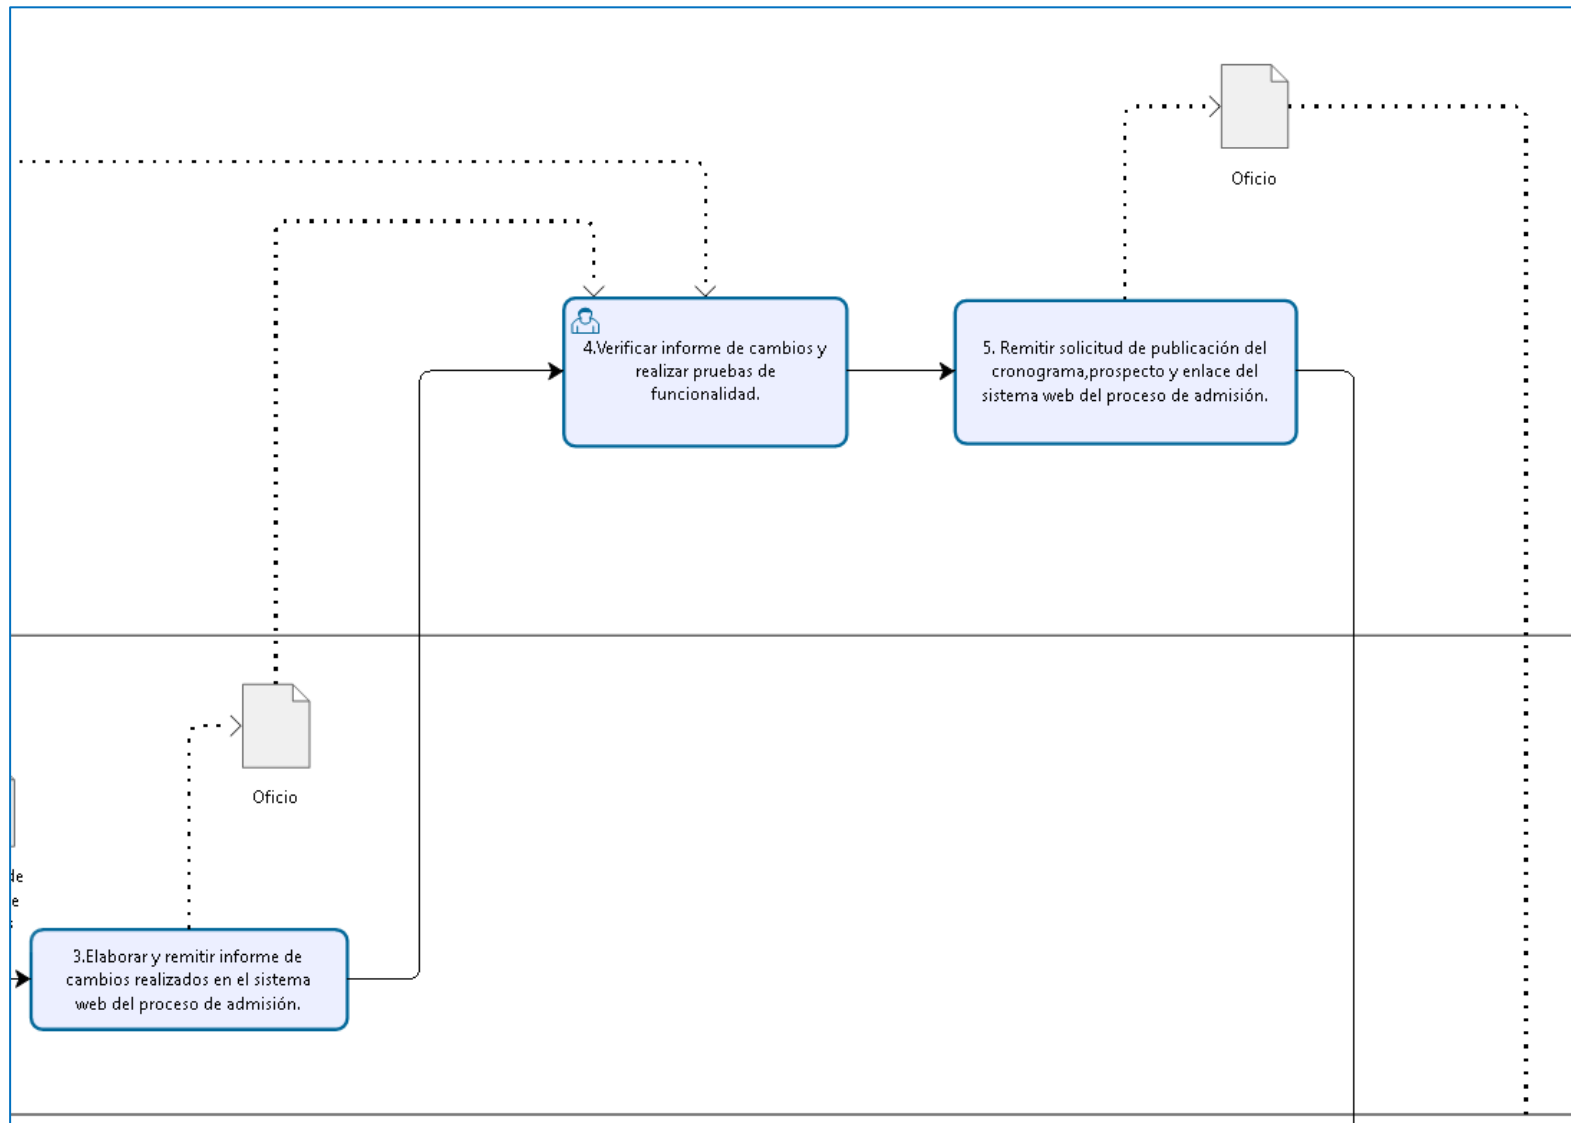 Oficio
4.Verificar informe de cambios y
realizar pruebas de
funcionalidad.
5. Remitir solicitud de publicación del
cronograma,prospecto y enlace del
sistema web del proceso de admisión.
Oficio
de
e
s
3.Elaborar y remitir informe de
cambios realizados en el sistema
web del proceso de admisión.